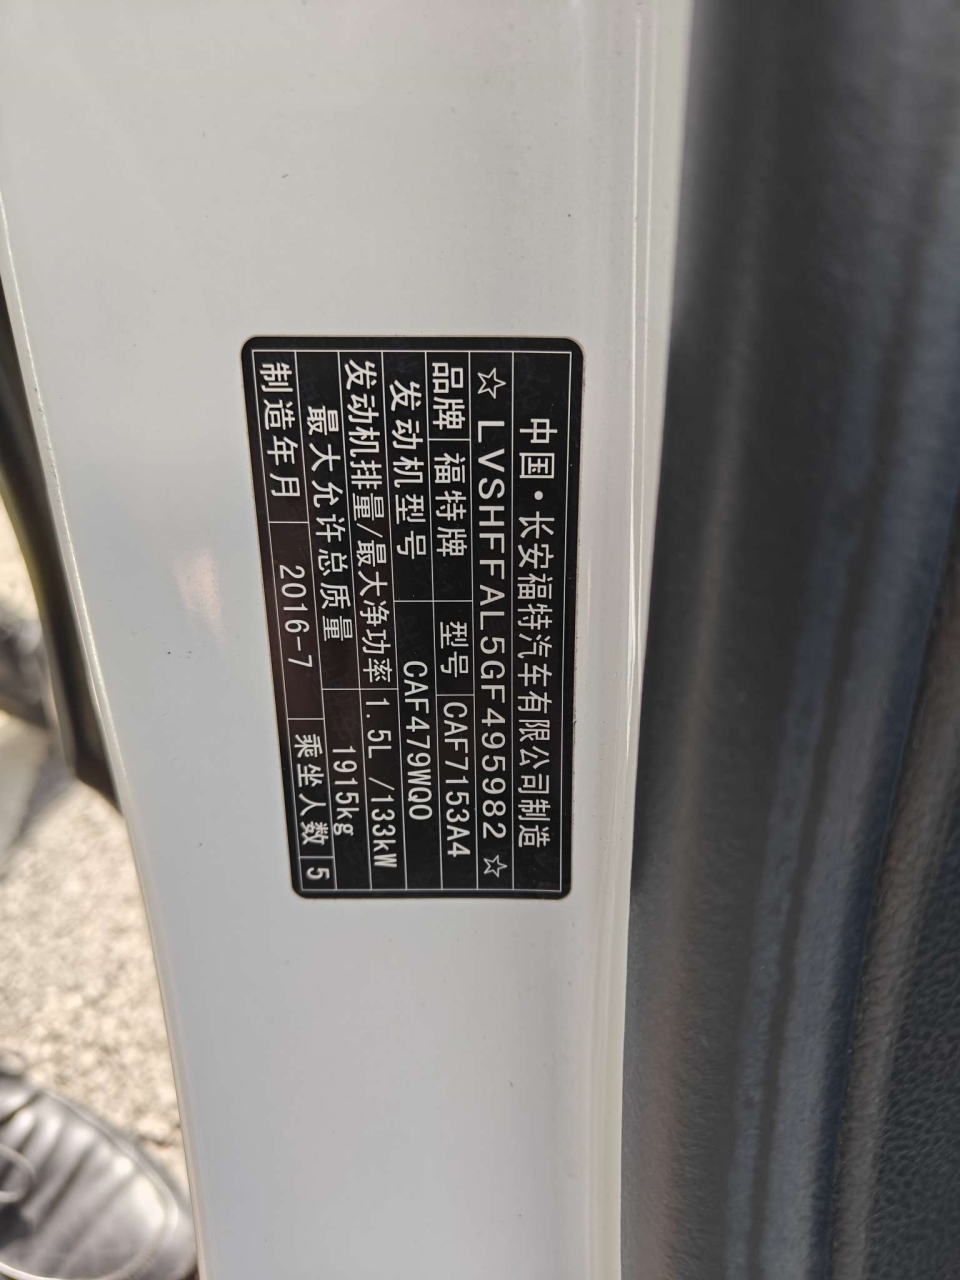 中国·长安福特汽车有限公司制造
☆ LVSHFFAL5GF495982 ☆
品牌 福特牌 型号 CAF7153A4
发动机型号 CAF479WQ0
发动机排量/最大净功率 1.5L /133kW
最大允许总质量 1915kg
制造年月 2016-7 乘坐人数 5